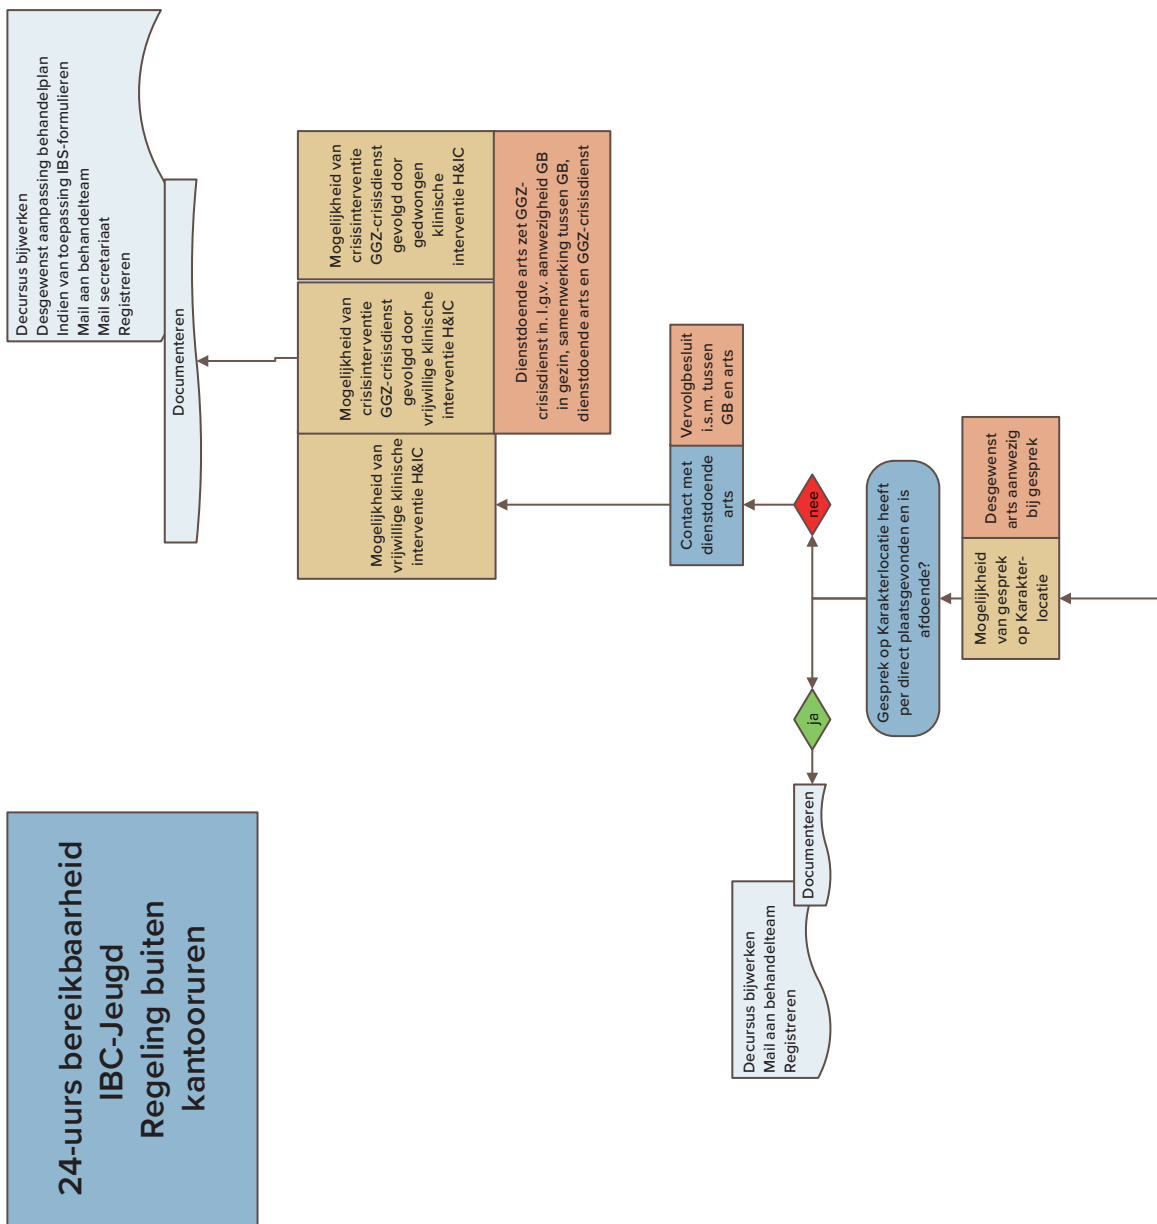 24-uurs bereikbaarheid
IBC-Jeugd
Regeling buiten
kantooruren
Decursus bijwerken
Desgewenst aanpassing behandelplan
Indien van toepassing IBS-formulieren
Mail aan behandelteam
Mail secretariaat
Registreren
Documenteren
Mogelijkheid van
vrijwillige klinische
interventie H&IC
Mogelijkheid van
crisisinterventie
GGZ-crisisdienst
gevolgd door
vrijwillige klinische
interventie H&IC
Mogelijkheid van
crisisinterventie
GGZ-crisisdienst
gevolgd door
gedwongen
klinische
interventie H&IC
Dienstdoende arts zet GGZ-
crisisdienst in. I.g.v. aanwezigheid GB
in gezin, samenwerking tussen GB,
dienstdoende arts en GGZ-crisisdienst
Contact met
dienstdoende
arts
Vervolgbesluit
i.s.m. tussen
GB en arts
Decursus bijwerken
Mail aan behandelteam
Registreren
Documenteren
ja
nee
Gesprek op Karakterlocatie heeft
per direct plaatsgevonden en is
afdoende?
Mogelijkheid
van gesprek
op Karakter-
locatie
Desgewenst
arts aanwezig
bij gesprek